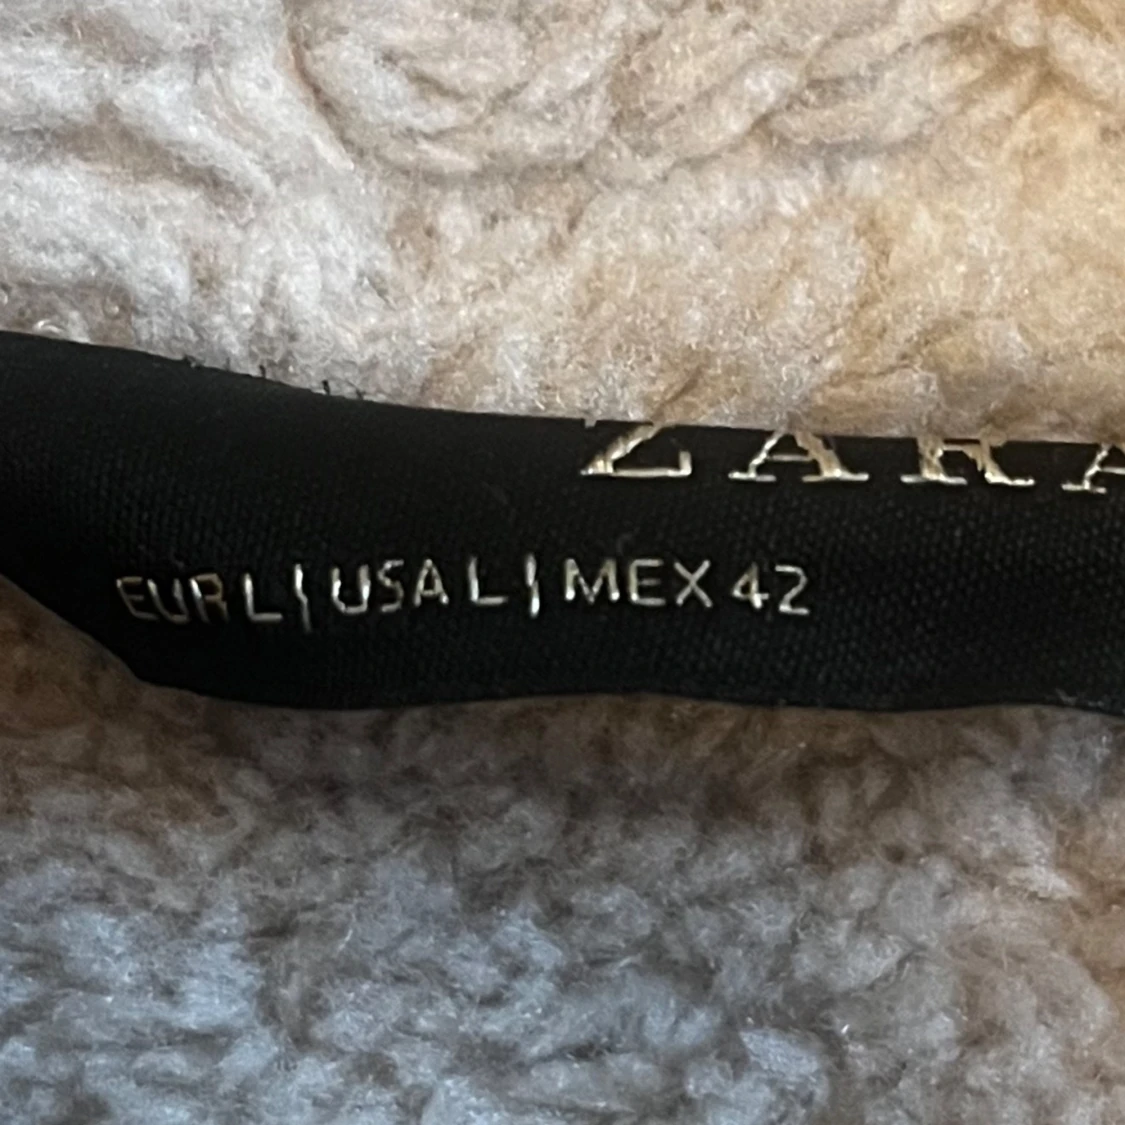 ZARA
EUR L | USA L | MEX 42